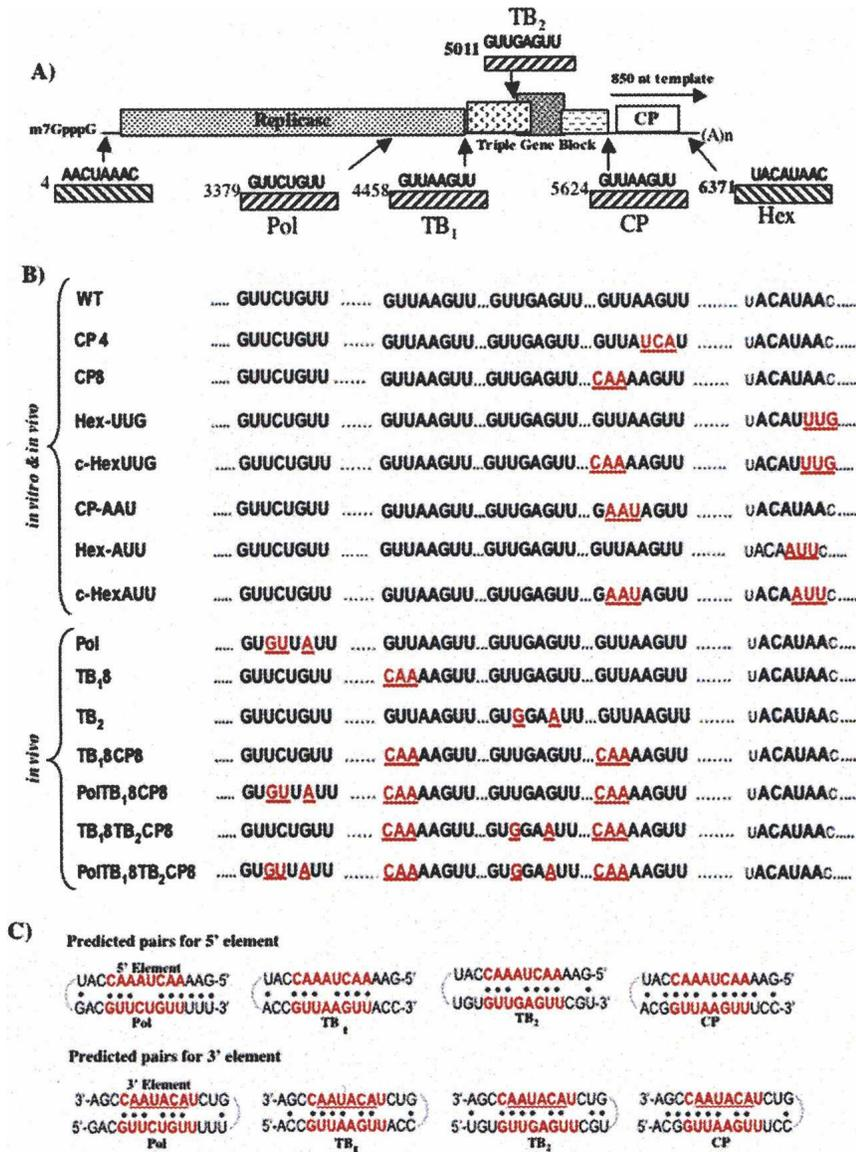 A)
TB2
5011 GUUGAGUU
850 nt template
m7GpppG Replicase Triple Gene Block CP (A)n
4 AACUAAAC
3379 GUUCUGUU Pol
4458 GUUAAGUU TB1
5624 GUUAAGUU CP
6371 UACAUAAC Hex
B)
in vitro & in vivo
WT ..... GUUCUGUU ...... GUUAAGUU...GUUGAGUU...GUUAAGUU ....... UACAUAAC.....
CP4 ..... GUUCUGUU ...... GUUAAGUU...GUUGAGUU...GUUAUCAU ....... UACAUAAC.....
CP8 ..... GUUCUGUU ...... GUUAAGUU...GUUGAGUU...CAAAAGUU ....... UACAUAAC.....
Hex-UUG ..... GUUCUGUU ...... GUUAAGUU...GUUGAGUU...GUUAAGUU ....... UACAUUUG.....
c-HexUUG ..... GUUCUGUU ...... GUUAAGUU...GUUGAGUU...CAAAAGUU ....... UACAUUUG.....
CP-AAU ..... GUUCUGUU ...... GUUAAGUU...GUUGAGUU...GAAUAGUU ....... UACAUAAC.....
Hex-AUU ..... GUUCUGUU ..... GUUAAGUU...GUUGAGUU...GUUAAGUU ....... UACAAUUC.....
c-HexAUU ..... GUUCUGUU ...... GUUAAGUU...GUUGAGUU...GAAUAGUU ....... UACAAUUC.....
in vivo
Pol ..... GUGUUAUU ...... GUUAAGUU...GUUGAGUU...GUUAAGUU ....... UACAUAAC.....
TB18 ..... GUUCUGUU ...... CAAAAGUU...GUUGAGUU...GUUAAGUU ....... UACAUAAC.....
TB2 ..... GUUCUGUU ...... GUUAAGUU...GUGGAAUU...GUUAAGUU ....... UACAUAAC.....
TB18CP8 ..... GUUCUGUU ...... CAAAAGUU...GUUGAGUU...CAAAAGUU ....... UACAUAAC.....
PolTB18CP8 ..... GUGUUAUU ...... CAAAAGUU...GUUGAGUU...CAAAAGUU ....... UACAUAAC.....
TB18TB2CP8 ..... GUUCUGUU ...... CAAAAGUU...GUGGAAUU...CAAAAGUU ....... UACAUAAC.....
PolTB18TB2CP8 ..... GUGUUAUU ...... CAAAAGUU...GUGGAAUU...CAAAAGUU ....... UACAUAAC.....
C)
Predicted pairs for 5' element
5' Element
UACCAAAUCAAAAG-5' UACCAAAUCAAAAG-5' UACCAAAUCAAAAG-5' UACCAAAUCAAAAG-5'
GACGUUCUGUUUUU-3' ACCGUUAAGUUACC-3' UGUGUUGAGUUCGU-3' ACGGUUAAGUUUCC-3'
Pol TB1 TB2 CP
Predicted pairs for 3' element
3' Element
3'-AGCCAAUACAUCUG 3'-AGCCAAUACAUCUG 3'-AGCCAAUACAUCUG 3'-AGCCAAUACAUCUG
5'-GACGUUCUGUUUUU 5'-ACCGUUAAGUUACC 5'-UGUGUUGAGUUCGU 5'-ACGGUUAAGUUUCC
Pol TB1 TB2 CP